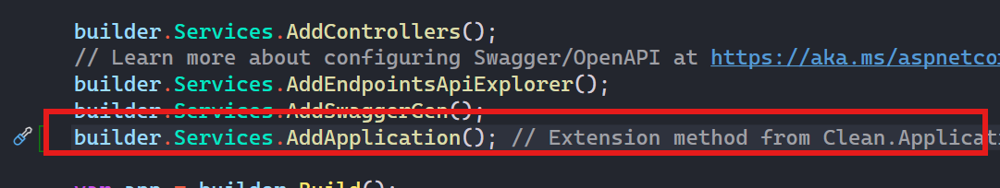 builder.Services.AddControllers();
// Learn more about configuring Swagger/OpenAPI at https://aka.ms/aspnetco
builder.Services.AddEndpointsApiExplorer();
builder.Services.AddSwaggerGen();
builder.Services.AddApplication(); // Extension method from Clean.Applicat
var app = builder.Build();